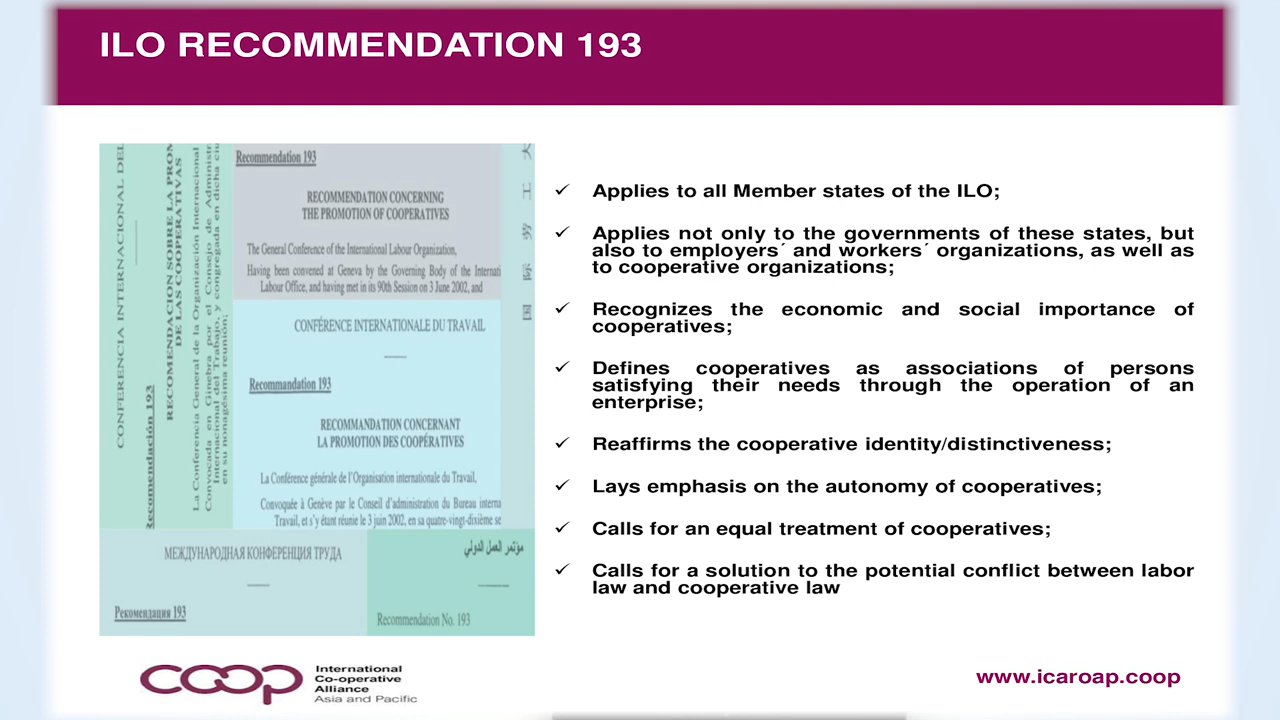 ILO RECOMMENDATION 193
CONFERENCIA INTERNACIONAL DEL
Recomendación 193
RECOMENDACIÓN SOBRE LA PROM
DE LAS COOPERATIVAS
La Conferencia General de la Organización Internacional
Convocada en Ginebra por el Consejo de Administr
Internacional del Trabajo, y congregada en dicha ciu
en su nonagésima reunión;
Recommendation 193
RECOMMENDATION CONCERNING
THE PROMOTION OF COOPERATIVES
The General Conference of the International Labour Organization,
Having been convened at Geneva by the Governing Body of the Internati
Labour Office, and having met in its 90th Session on 3 June 2002, and
CONFÉRENCE INTERNATIONALE DU TRAVAIL
Recommandation 193
RECOMMANDATION CONCERNANT
LA PROMOTION DES COOPÉRATIVES
La Conférence générale de l'Organisation internationale du Travail,
Convoquée à Genève par le Conseil d'administration du Bureau interna
Travail, et s'y étant réunie le 3 juin 2002, en sa quatre-vingt-dixième se
МЕЖДУНАРОДНАЯ КОНФЕРЕНЦИЯ ТРУДА
Рекомендация 193
مؤتمر العمل الدولي
Recommendation No. 193
✓ Applies to all Member states of the ILO;
✓ Applies not only to the governments of these states, but
also to employers´ and workers´ organizations, as well as
to cooperative organizations;
✓ Recognizes the economic and social importance of
cooperatives;
✓ Defines cooperatives as associations of persons
satisfying their needs through the operation of an
enterprise;
✓ Reaffirms the cooperative identity/distinctiveness;
✓ Lays emphasis on the autonomy of cooperatives;
✓ Calls for an equal treatment of cooperatives;
✓ Calls for a solution to the potential conflict between labor
law and cooperative law
coop
International
Co-operative
Alliance
Asia and Pacific
www.icaroap.coop